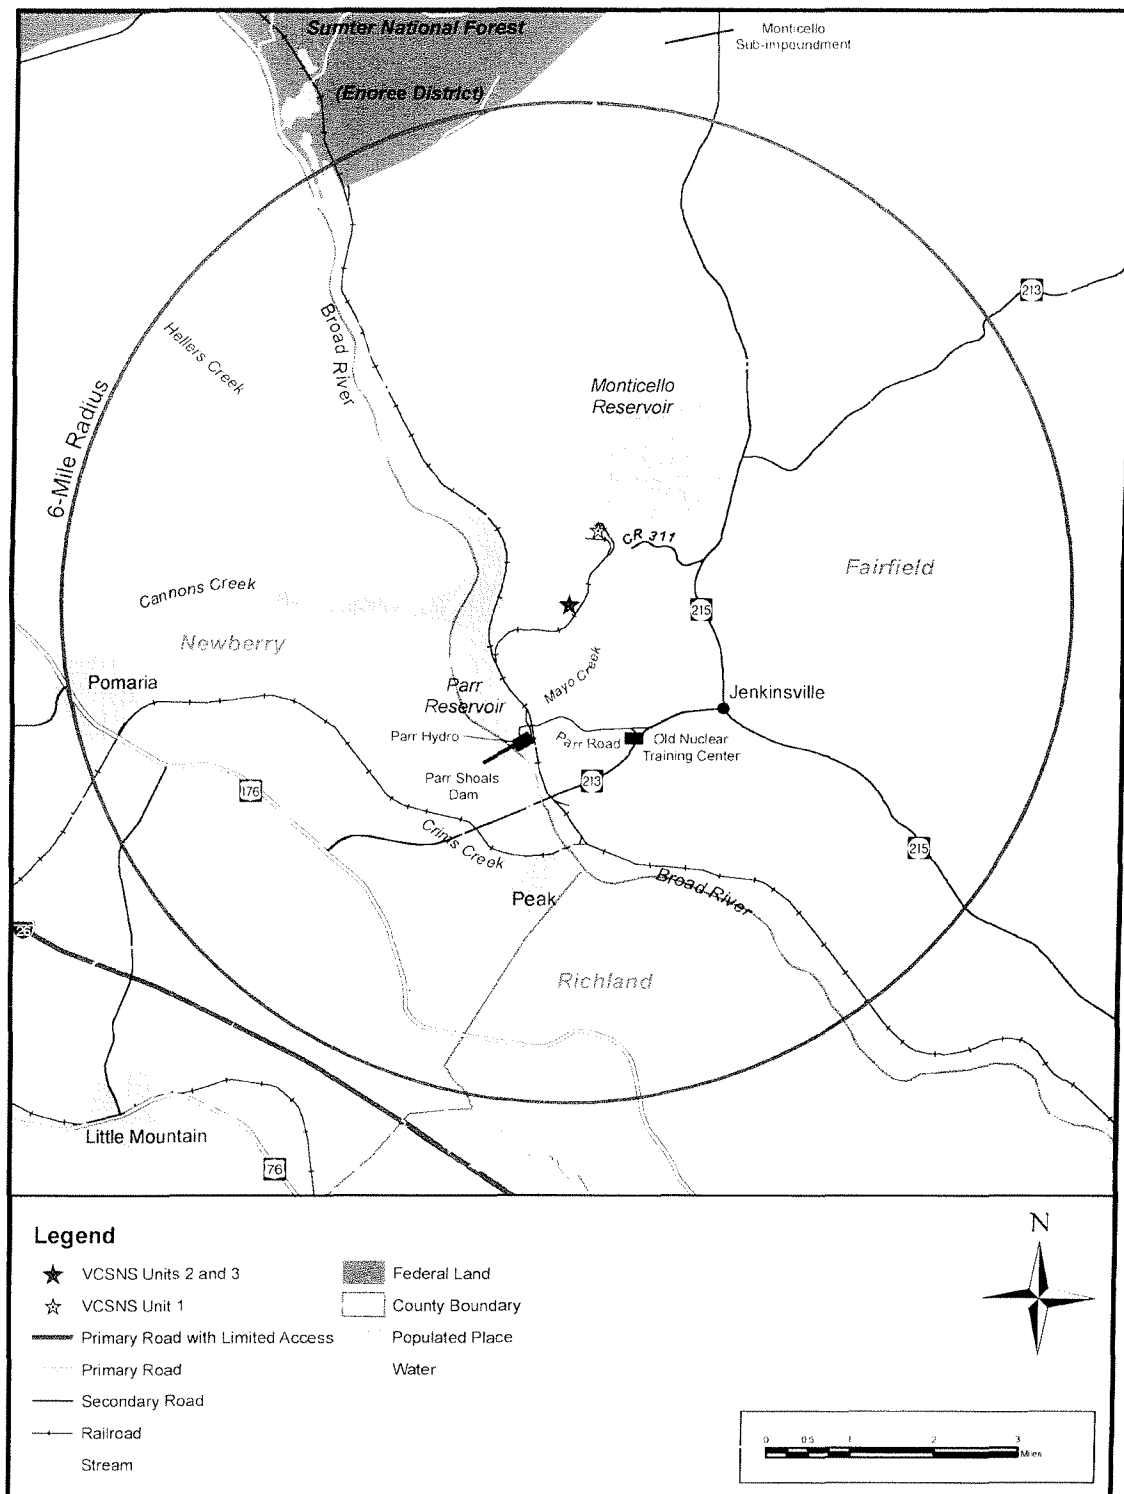 Sumter National Forest
(Enoree District)
Monticello
Sub-impoundment
213
Hellers Creek
Broad River
6-Mile Radius
Monticello
Reservoir
CR 311
Fairfield
Cannons Creek
215
Newberry
Pomaria
Parr
Reservoir
Mayo Creek
Jenkinsville
Parr Hydro
Parr Road
Old Nuclear
Training Center
Parr Shoals
Dam
213
176
Crims Creek
215
Peak
Broad River
26
Richland
Little Mountain
76
Legend
VCSNS Units 2 and 3
VCSNS Unit 1
Primary Road with Limited Access
Primary Road
Secondary Road
Railroad
Stream
Federal Land
County Boundary
Populated Place
Water
N
0 0.5 1 2 3
Miles